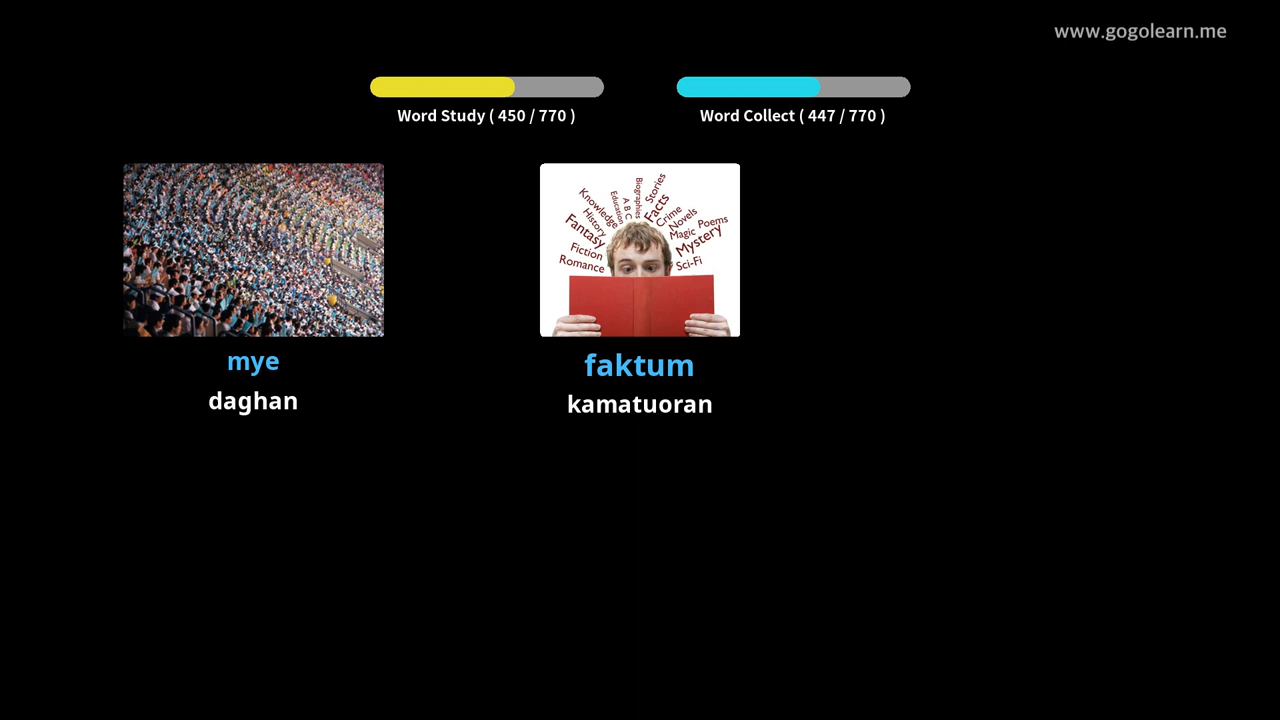 www.gogolearn.me
Word Study ( 450 / 770 )
Word Collect ( 447 / 770 )
Biographies
Stories
Knowledge
Education
A B C
Facts
Crime
History
Novels
Fantasy
Magic
Poems
Mystery
Fiction
Romance
Sci-Fi
mye
faktum
daghan
kamatuoran